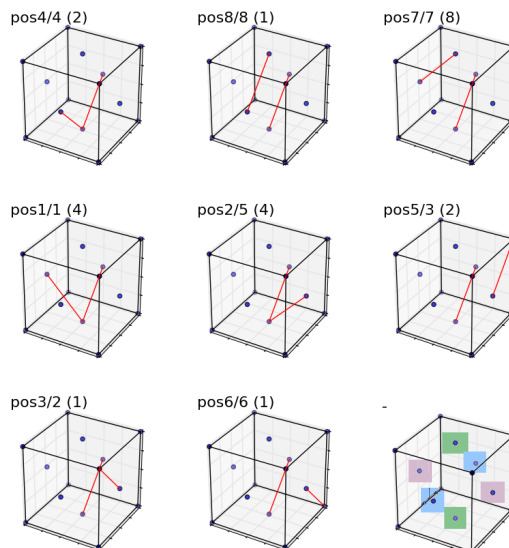 pos4/4 (2) pos8/8 (1) pos7/7 (8)
pos1/1 (4) pos2/5 (4) pos5/3 (2)
pos3/2 (1) pos6/6 (1) -